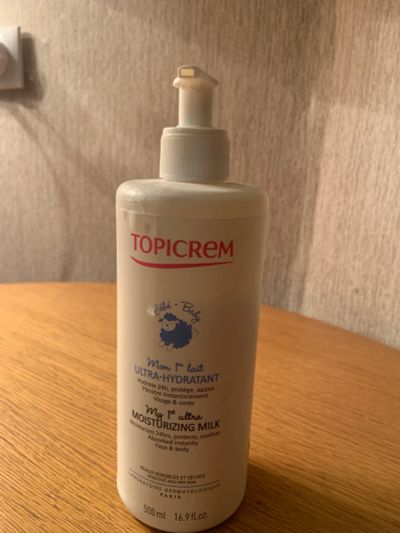 TOPICREM
Bébé • Baby
Mon 1er lait
ULTRA-HYDRATANT
Hydrate 24h, protège, apaise
Pénètre instantanément
Visage & corps
My 1st ultra
MOISTURIZING MILK
Moisturizes 24hrs, protects, soothes
Absorbed instantly
Face & body
PEAUX SENSIBLES ET SÈCHES
SENSITIVE AND DRY SKIN
LABORATOIRE DERMATOLOGIQUE
PARIS
500 ml 16.9 fl.oz.